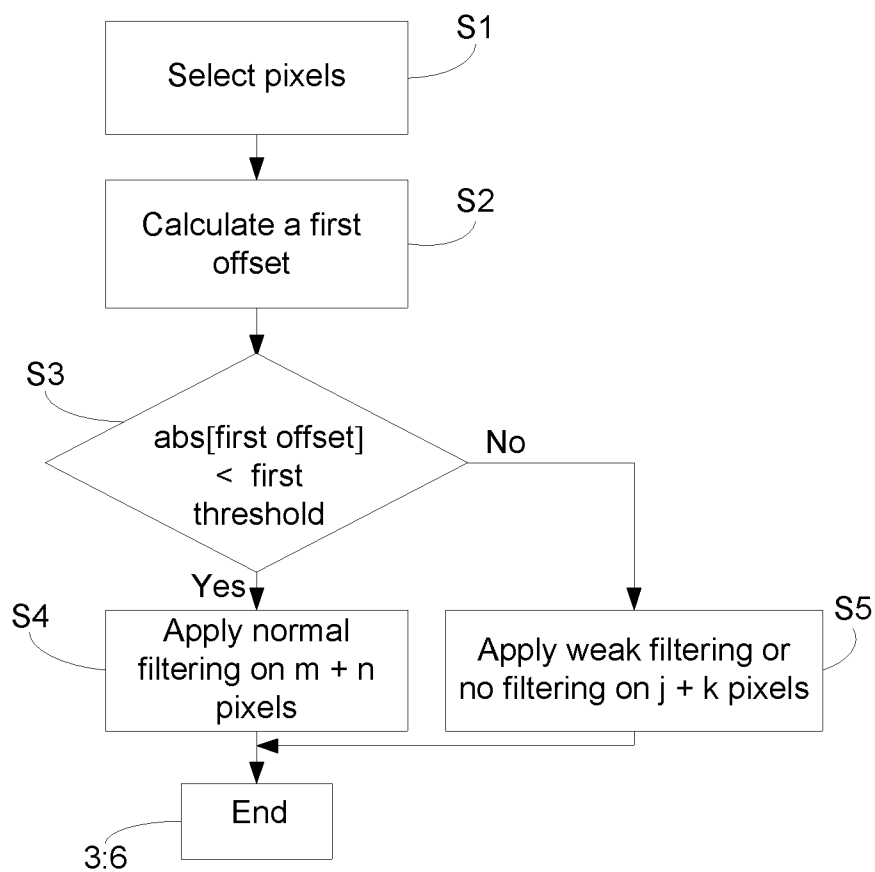 S1
Select pixels
S2
Calculate a first
offset
S3
abs[first offset]
< first
threshold
No
Yes
S4
Apply normal
filtering on m + n
pixels
S5
Apply weak filtering or
no filtering on j + k pixels
End
3:6